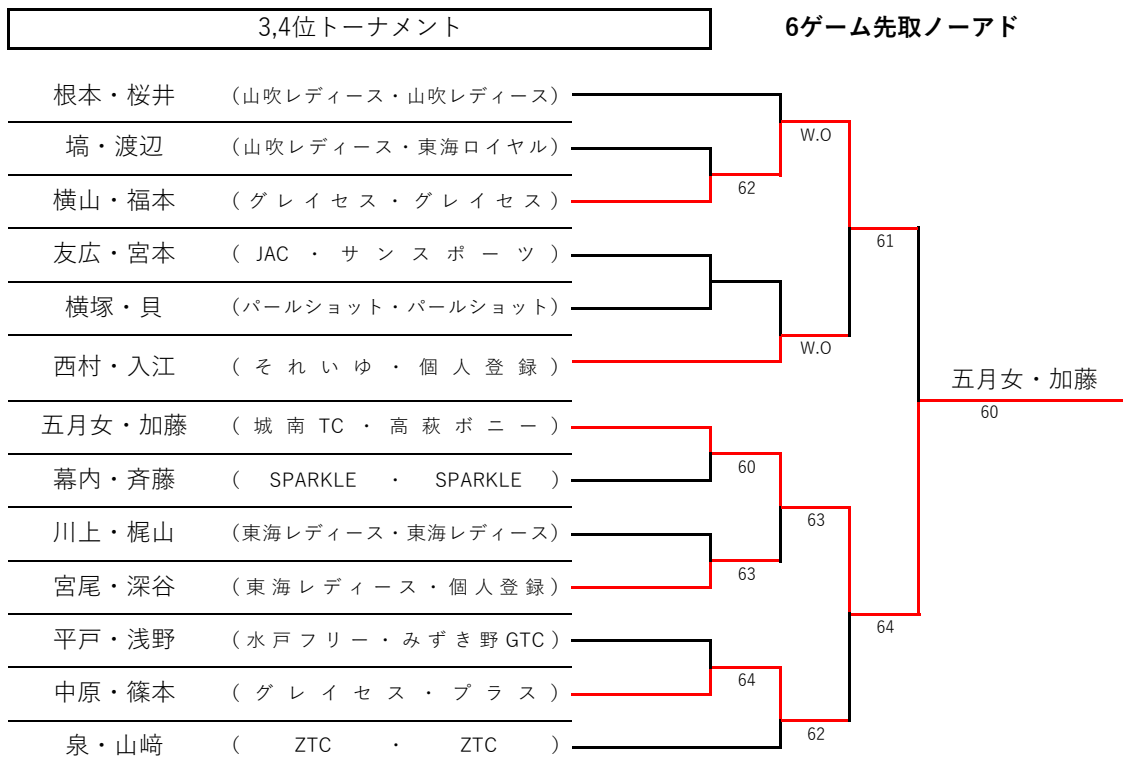 3,4位トーナメント 6ゲーム先取ノーアド
根本・桜井 (山吹レディース・山吹レディース)
W.O
塙・渡辺 (山吹レディース・東海ロイヤル)
62
横山・福本 (グレイセス・グレイセス)
61
友広・宮本 (JAC・サンスポーツ)
横塚・貝 (パールショット・パールショット)
W.O
西村・入江 (それいゆ・個人登録)
五月女・加藤
60
五月女・加藤 (城南TC・高萩ボニー)
60
幕内・斉藤 (SPARKLE・SPARKLE)
63
川上・梶山 (東海レディース・東海レディース)
63
宮尾・深谷 (東海レディース・個人登録)
64
平戸・浅野 (水戸フリー・みずき野GTC)
64
中原・篠本 (グレイセス・プラス)
62
泉・山﨑 (ZTC・ZTC)